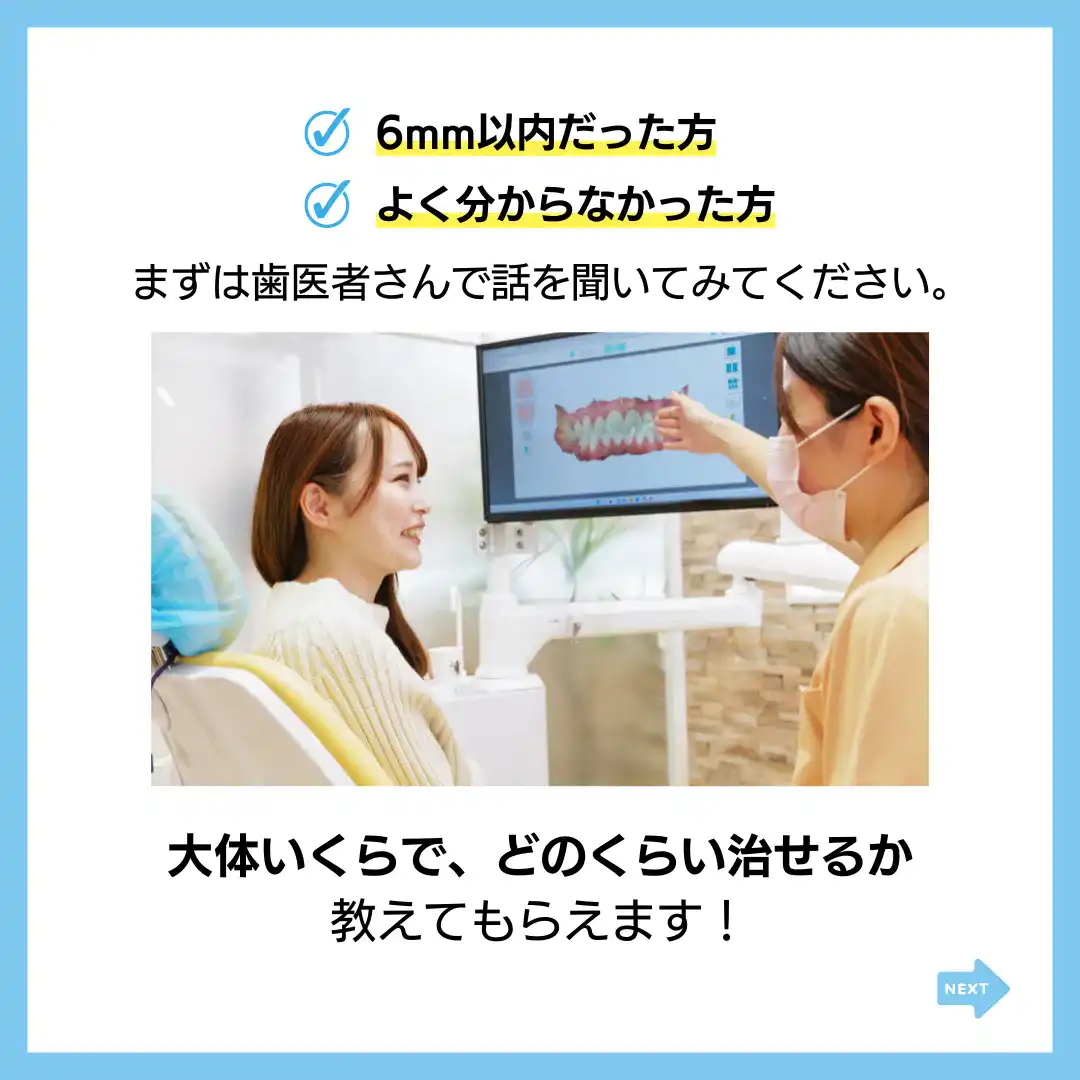 6mm以内だった方
よく分からなかった方
まずは歯医者さんで話を聞いてみてください。
大体いくらで、どのくらい治せるか
教えてもらえます！
NEXT